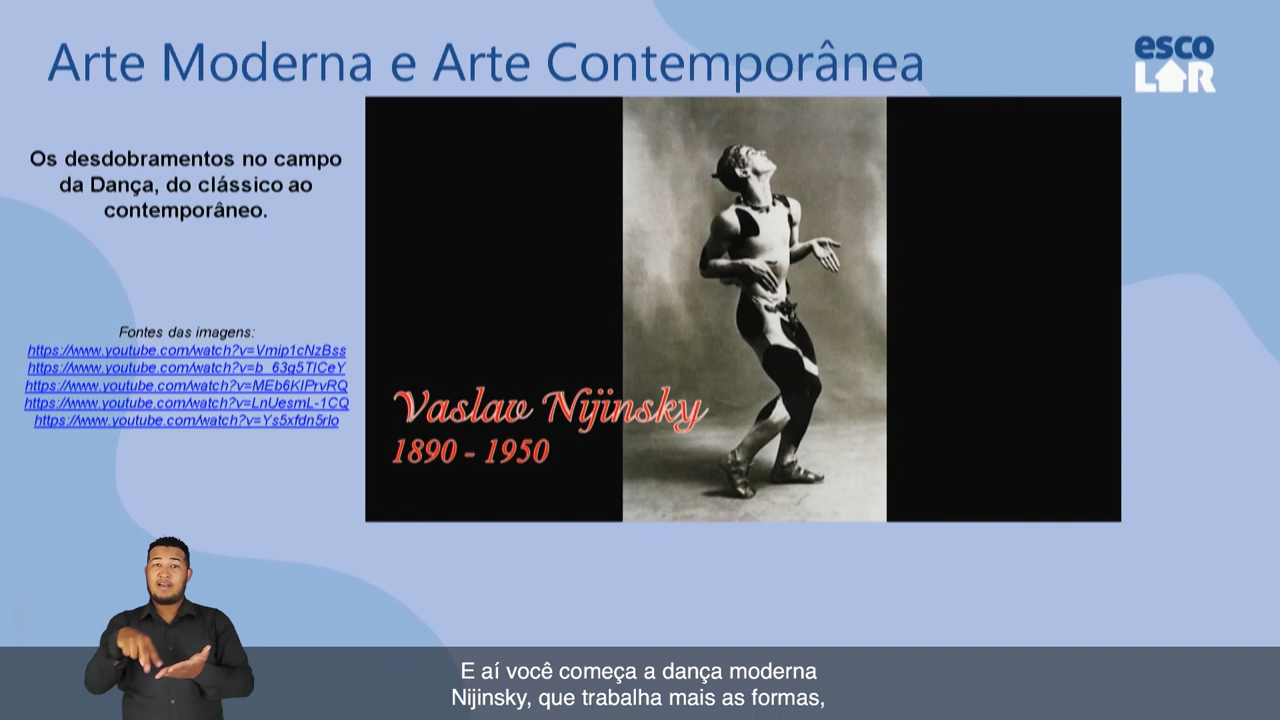 Arte Moderna e Arte Contemporânea
esco
LAR
Os desdobramentos no campo
da Dança, do clássico ao
contemporâneo.
Fontes das imagens:
https://www.youtube.com/watch?v=Vmip1cNzBss
https://www.youtube.com/watch?v=b_63g5TlCeY
https://www.youtube.com/watch?v=MEb6KlPrvRQ
https://www.youtube.com/watch?v=LnUesmL-1CQ
https://www.youtube.com/watch?v=Ys5xfdn5rlo
Vaslav Nijinsky
1890 - 1950
E aí você começa a dança moderna
Nijinsky, que trabalha mais as formas,